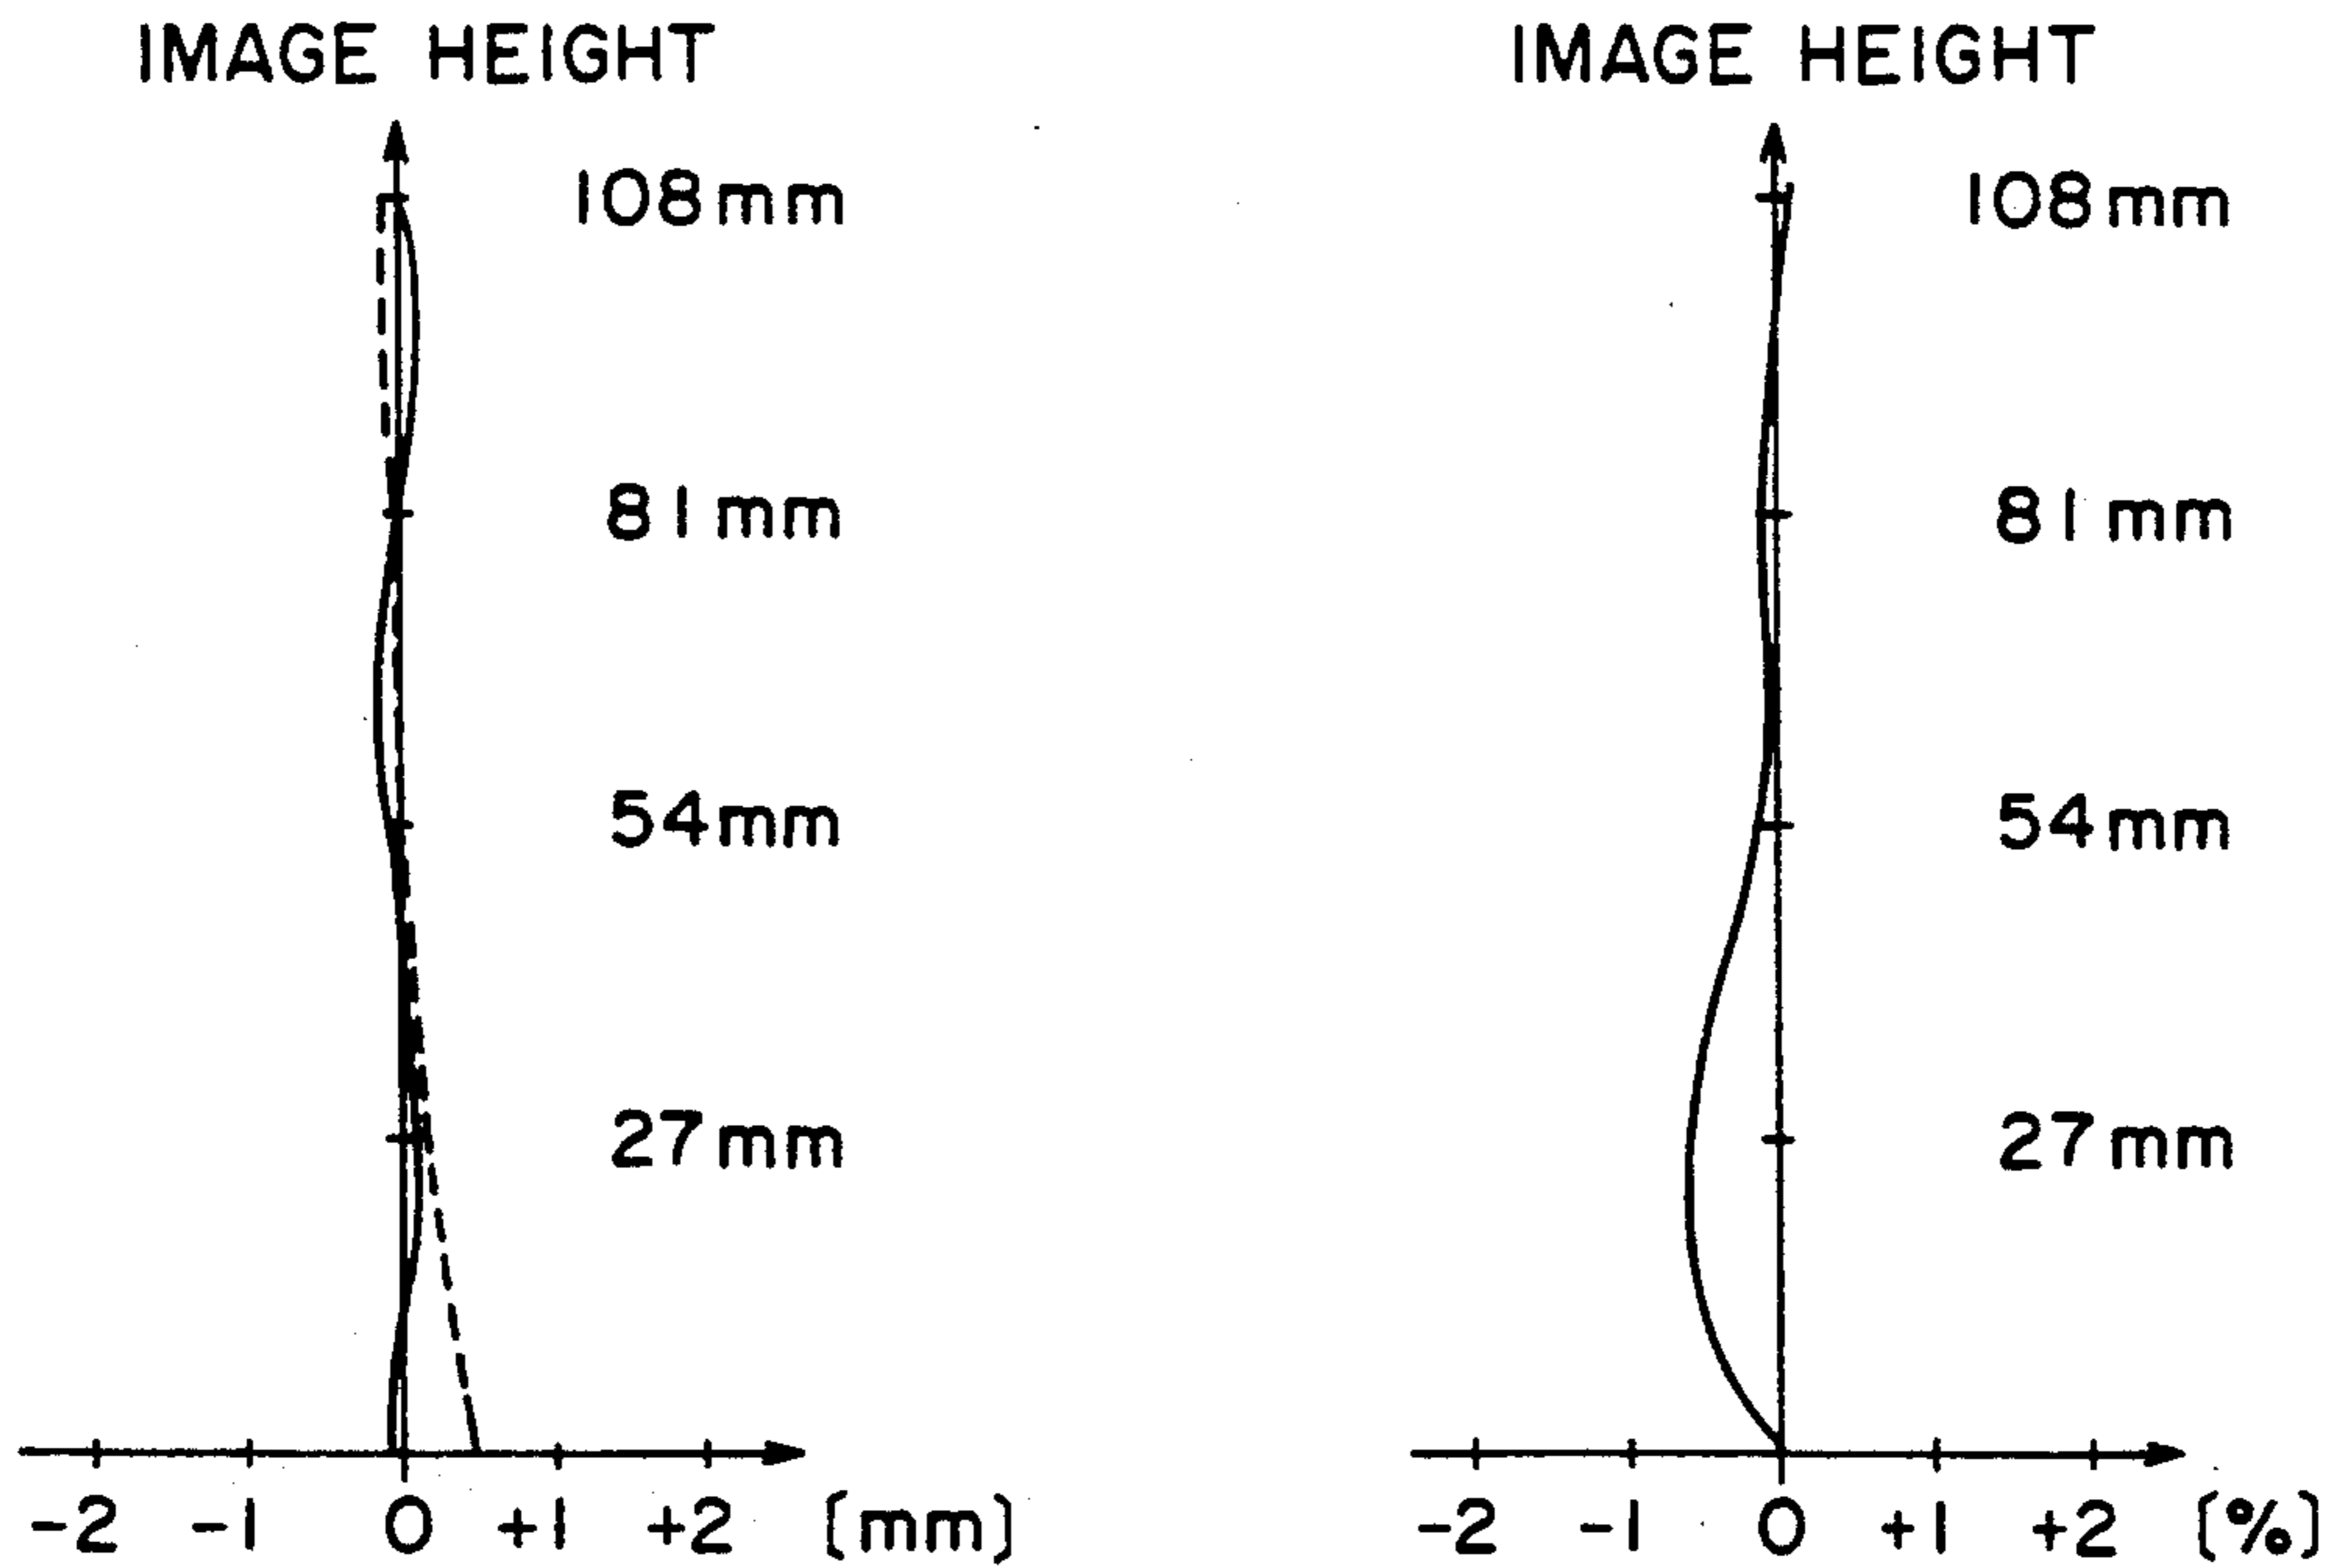 IMAGE HEIGHT IMAGE HEIGHT
108mm 108mm
81mm 81mm
54mm 54mm
27mm 27mm
-2 -1 0 +1 +2 (mm) -2 -1 0 +1 +2 (%)